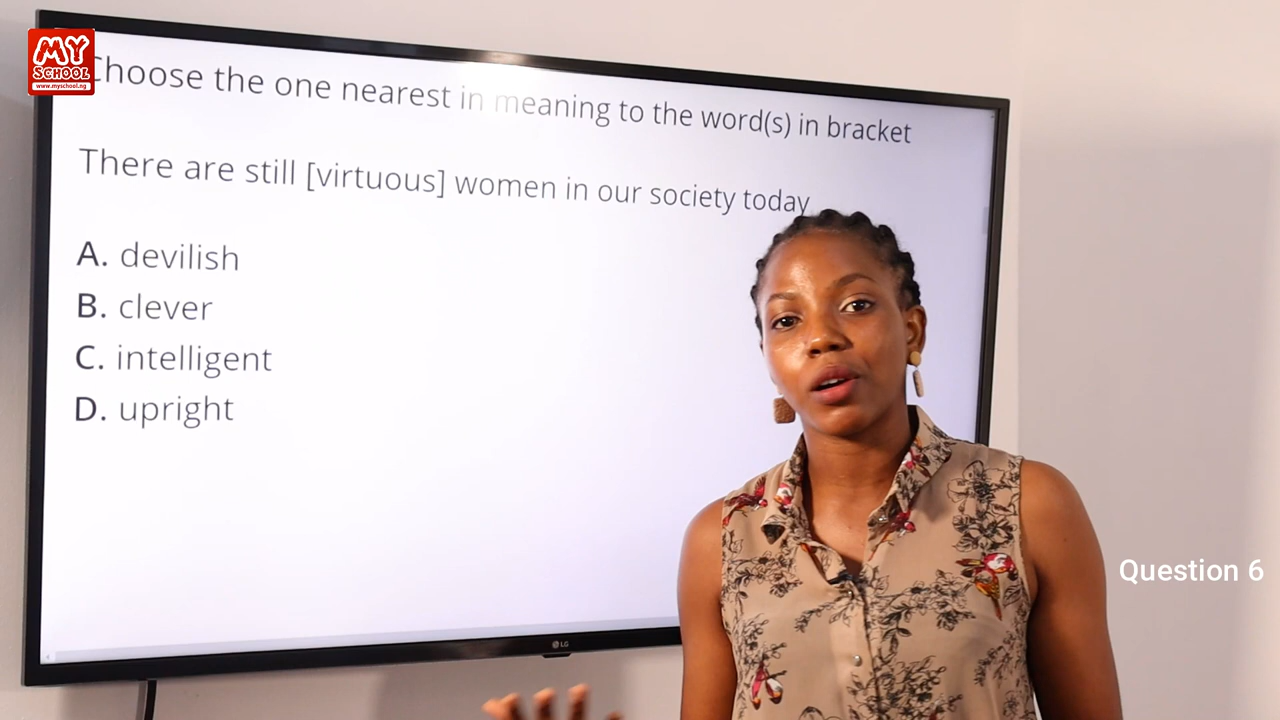 MY
SCHOOL
www.myschool.ng
Choose the one nearest in meaning to the word(s) in bracket
There are still [virtuous] women in our society today
A. devilish
B. clever
C. intelligent
D. upright
Question 6
LG